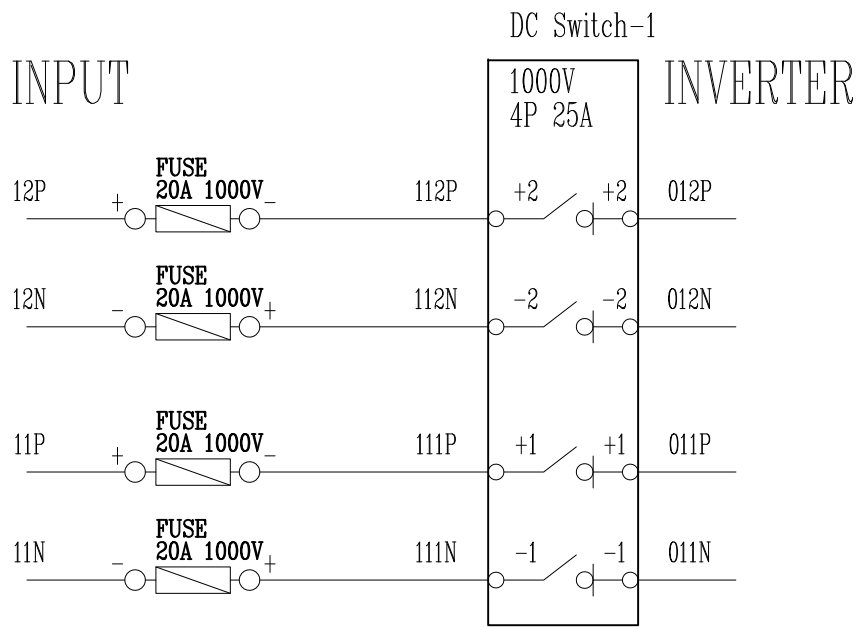 DC Switch-1
INPUT
1000V
4P 25A
INVERTER
FUSE
20A 1000V
12P
+
-
112P
+2
+2
012P
FUSE
20A 1000V
12N
-
+
112N
-2
-2
012N
FUSE
20A 1000V
11P
+
-
111P
+1
+1
011P
FUSE
20A 1000V
11N
-
+
111N
-1
-1
011N